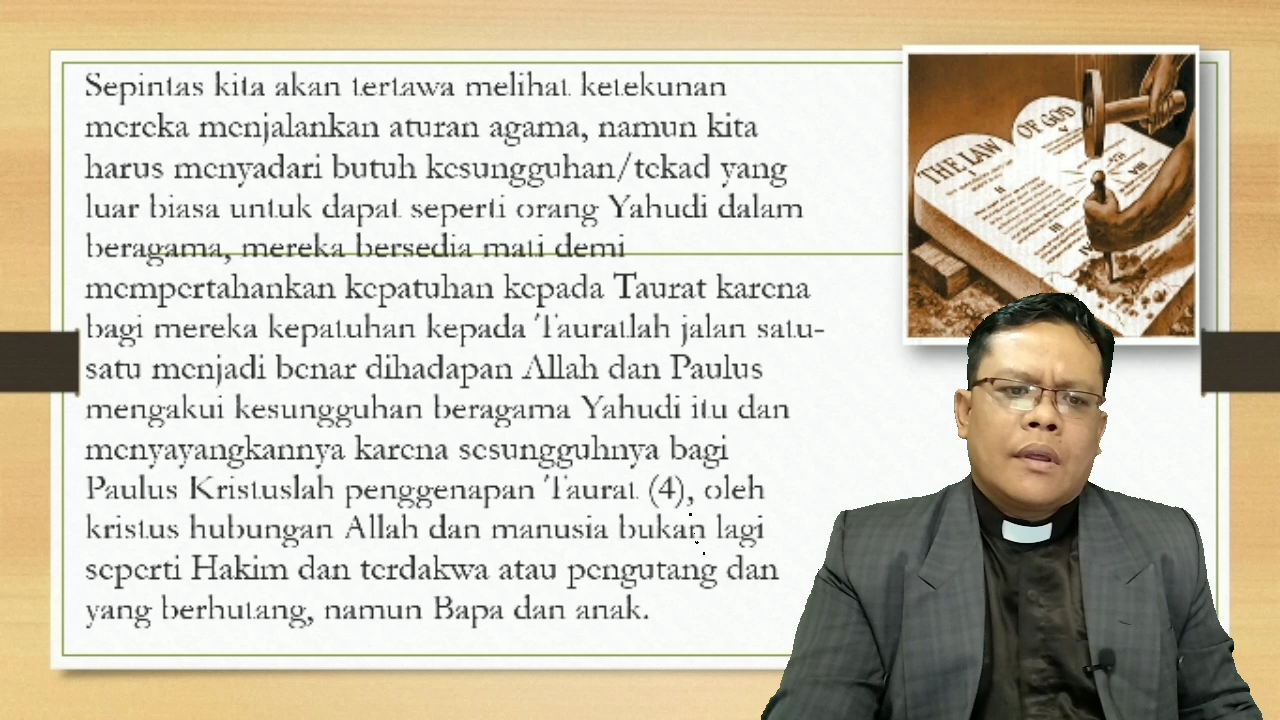 Sepintas kita akan tertawa melihat ketekunan
mereka menjalankan aturan agama, namun kita
harus menyadari butuh kesungguhan/tekad yang
luar biasa untuk dapat seperti orang Yahudi dalam
beragama, mereka bersedia mati demi
mempertahankan kepatuhan kepada Taurat karena
bagi mereka kepatuhan kepada Tauratlah jalan satu-
satu menjadi benar dihadapan Allah dan Paulus
mengakui kesungguhan beragama Yahudi itu dan
menyayangkannya karena sesungguhnya bagi
Paulus Kristuslah penggenapan Taurat (4), oleh
kristus hubungan Allah dan manusia bukan lagi
seperti Hakim dan terdakwa atau pengutang dan
yang berhutang, namun Bapa dan anak.
THE LAW OF GOD
I
II
III
V
VII
VIII